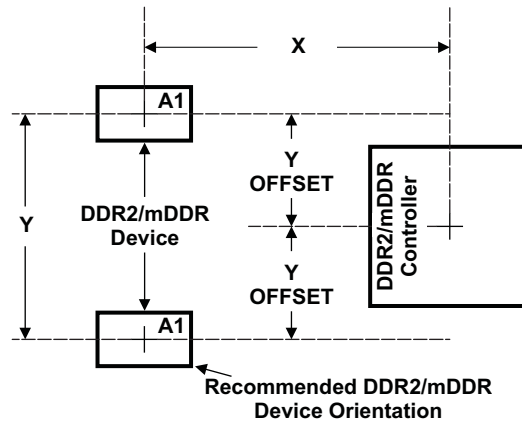 X
A1
Y
OFFSET
DDR2/mDDR
Controller
Y
DDR2/mDDR
Device
Y
OFFSET
A1
Recommended DDR2/mDDR
Device Orientation